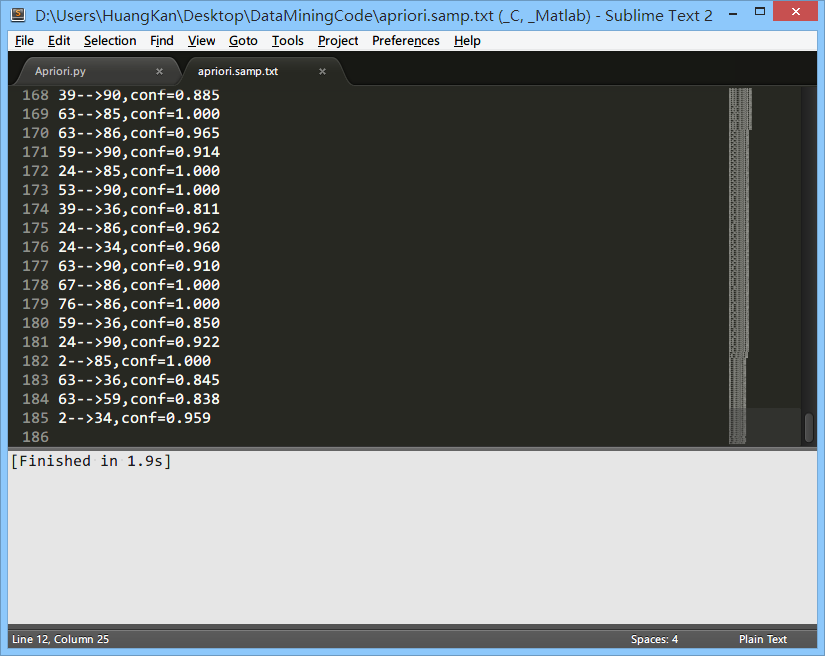 D:\Users\HuangKan\Desktop\DataMiningCode\apriori.samp.txt (_C, _Matlab) - Sublime Text 2
File Edit Selection Find View Goto Tools Project Preferences Help
Apriori.py × apriori.samp.txt ×
168 39-->90,conf=0.885
169 63-->85,conf=1.000
170 63-->86,conf=0.965
171 59-->90,conf=0.914
172 24-->85,conf=1.000
173 53-->90,conf=1.000
174 39-->36,conf=0.811
175 24-->86,conf=0.962
176 24-->34,conf=0.960
177 63-->90,conf=0.910
178 67-->86,conf=1.000
179 76-->86,conf=1.000
180 59-->36,conf=0.850
181 24-->90,conf=0.922
182 2-->85,conf=1.000
183 63-->36,conf=0.845
184 63-->59,conf=0.838
185 2-->34,conf=0.959
186
[Finished in 1.9s]
Line 12, Column 25 Spaces: 4 Plain Text